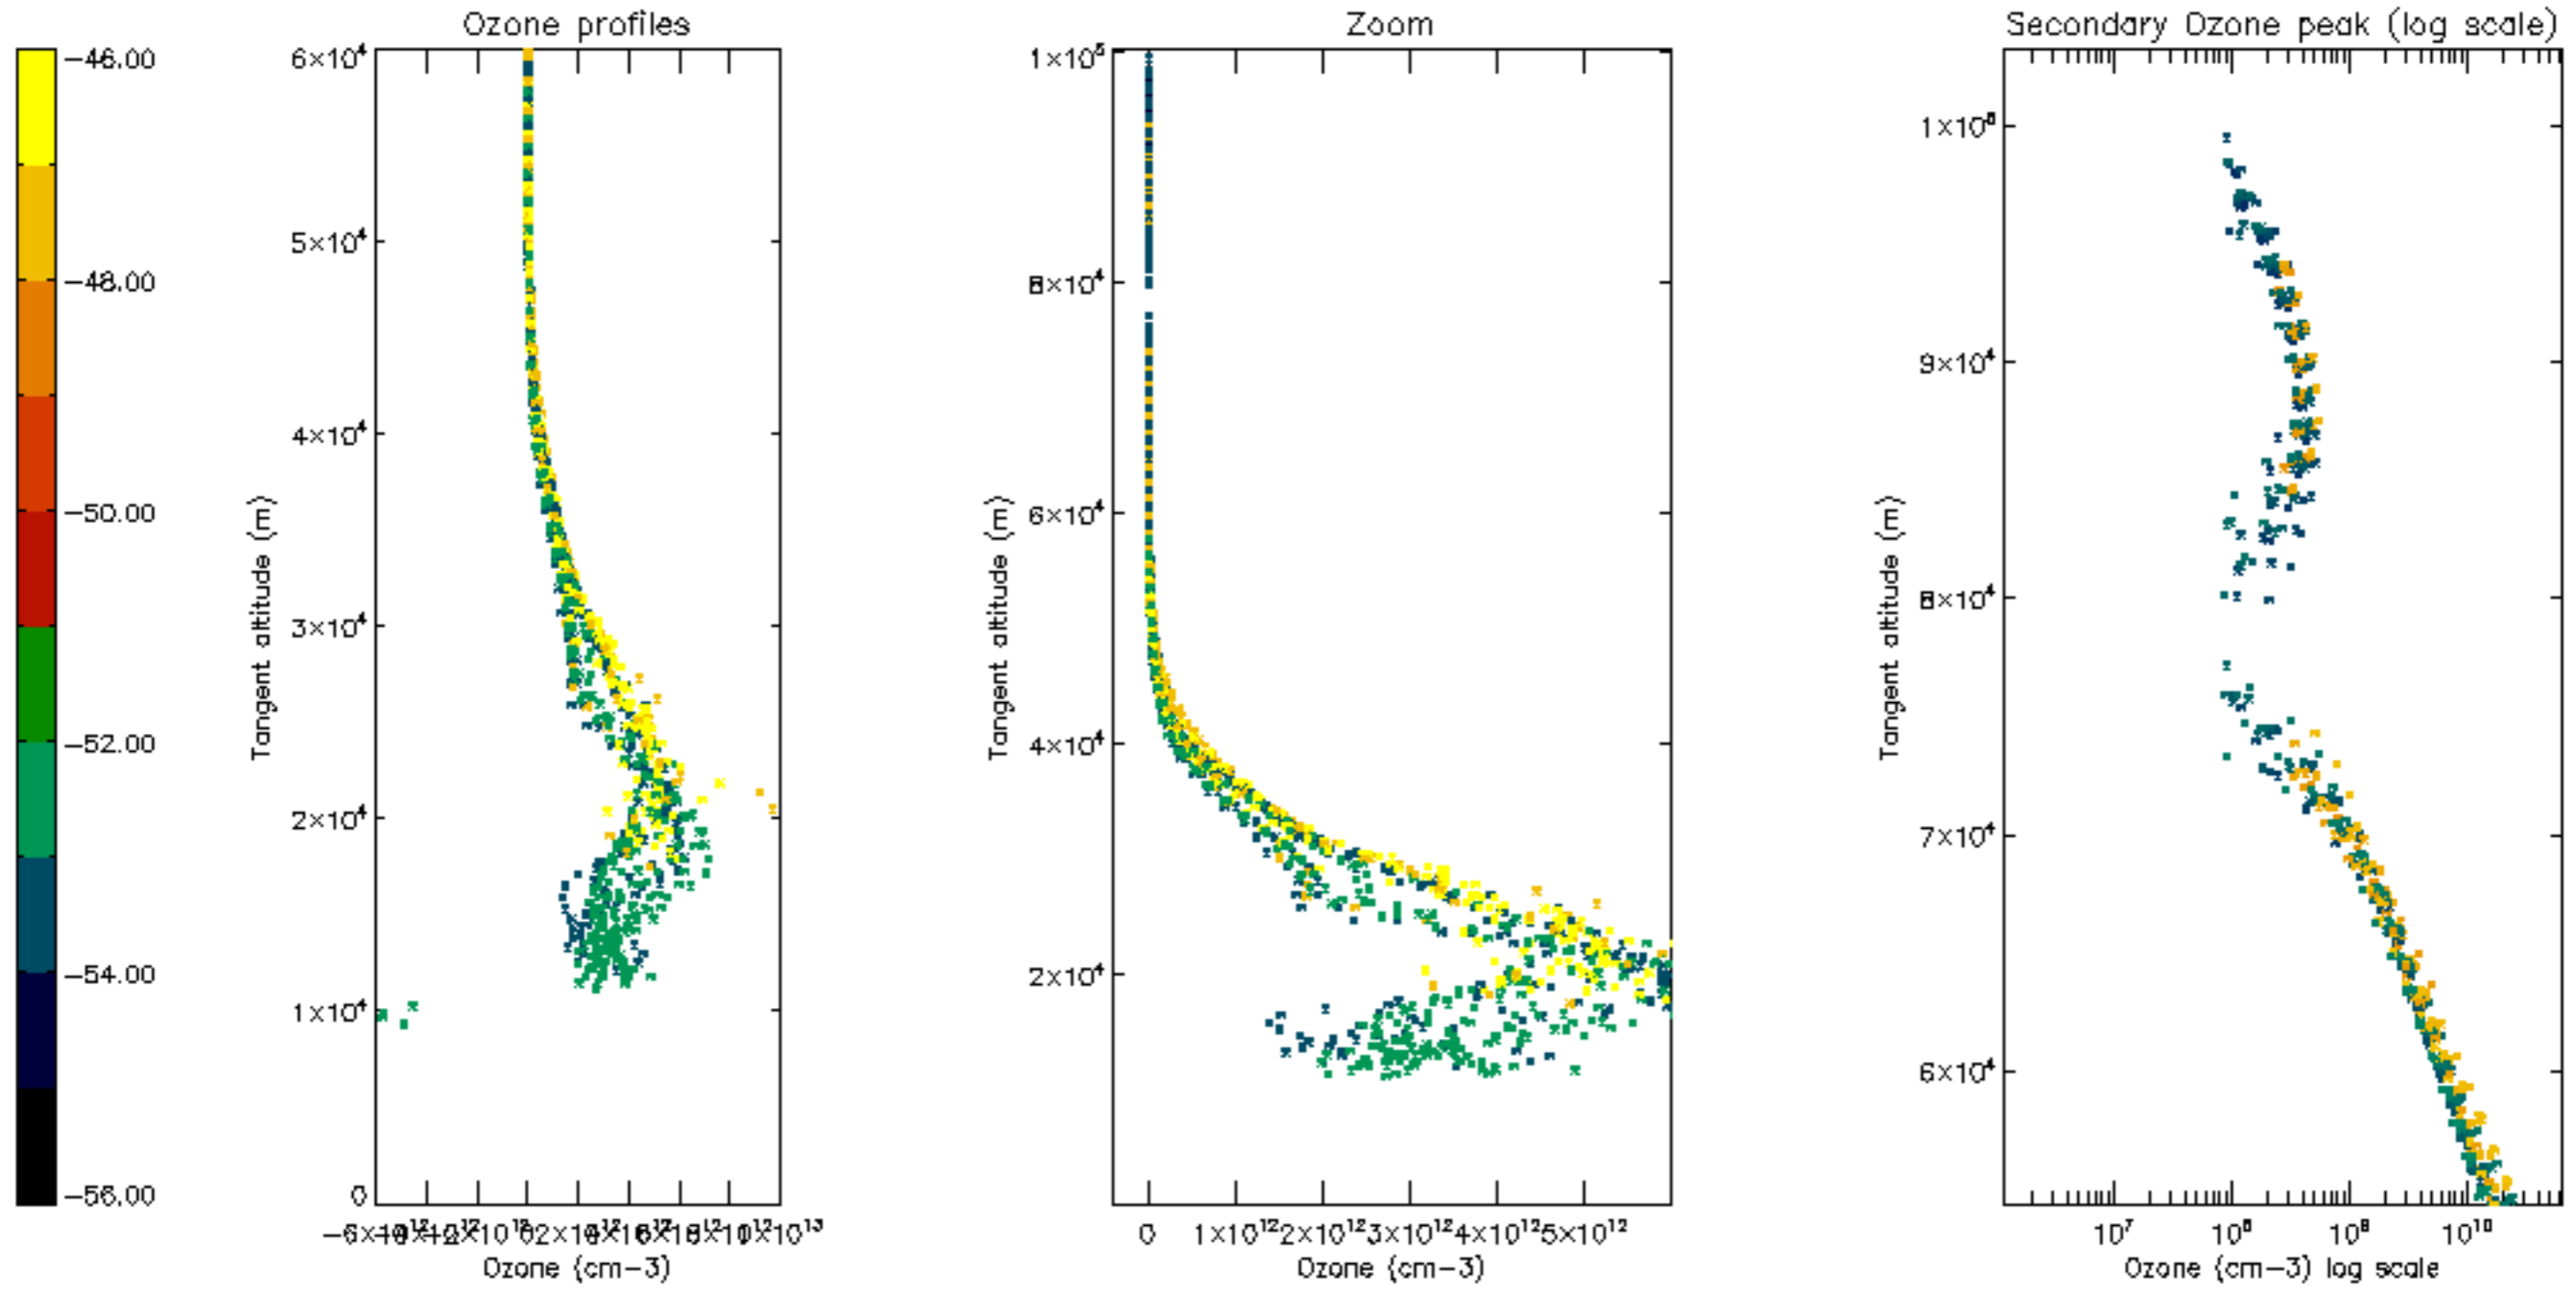 Ozone profiles
Zoom
Secondary Ozone peak (log scale)
−46.00
−48.00
−50.00
−52.00
−54.00
−56.00
6×10⁴
5×10⁴
4×10⁴
3×10⁴
2×10⁴
1×10⁴
0
Tangent altitude (m)
Ozone (cm−3)
1×10⁵
8×10⁴
6×10⁴
4×10⁴
2×10⁴
Tangent altitude (m)
0 1×10¹² 2×10¹² 3×10¹² 4×10¹² 5×10¹²
Ozone (cm−3)
1×10⁵
9×10⁴
8×10⁴
7×10⁴
6×10⁴
Tangent altitude (m)
10⁷ 10⁸ 10⁹ 10¹⁰
Ozone (cm−3) log scale